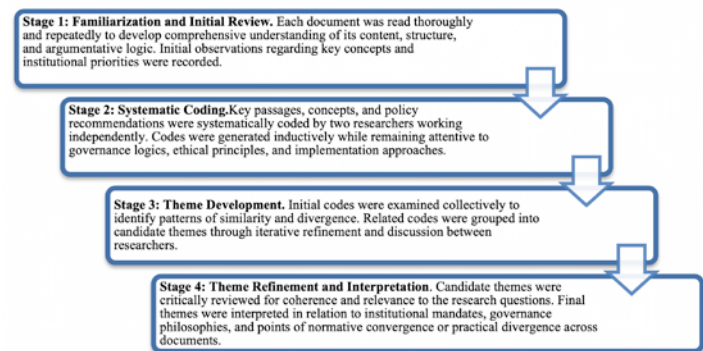 Stage 1: Familiarization and Initial Review. Each document was read thoroughly
and repeatedly to develop comprehensive understanding of its content, structure,
and argumentative logic. Initial observations regarding key concepts and
institutional priorities were recorded.
Stage 2: Systematic Coding.Key passages, concepts, and policy
recommendations were systematically coded by two researchers working
independently. Codes were generated inductively while remaining attentive to
governance logics, ethical principles, and implementation approaches.
Stage 3: Theme Development. Initial codes were examined collectively to
identify patterns of similarity and divergence. Related codes were grouped into
candidate themes through iterative refinement and discussion between
researchers.
Stage 4: Theme Refinement and Interpretation. Candidate themes were
critically reviewed for coherence and relevance to the research questions. Final
themes were interpreted in relation to institutional mandates, governance
philosophies, and points of normative convergence or practical divergence across
documents.